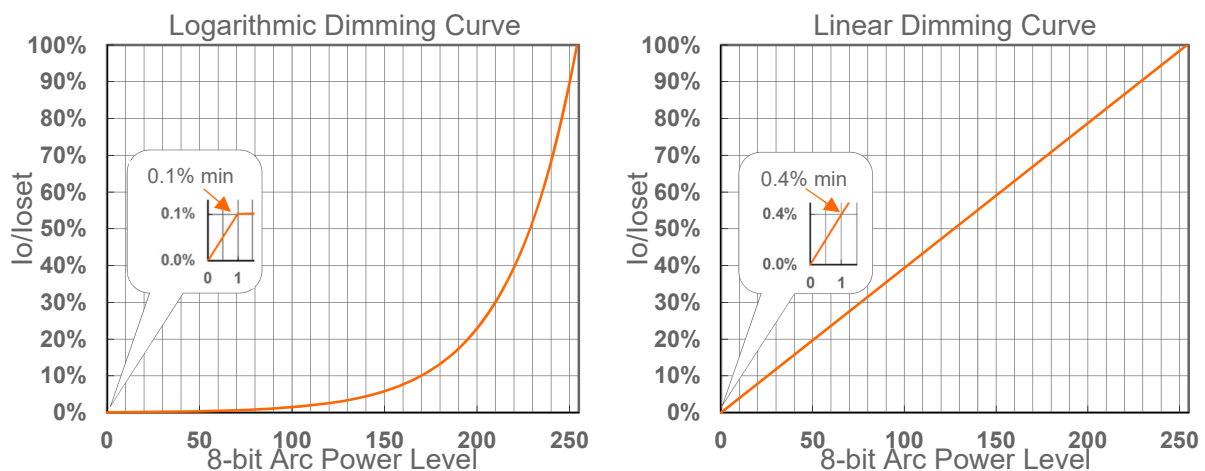 Logarithmic Dimming Curve
100%
90%
80%
70%
60%
50%
40%
30%
20%
10%
0%
Io/Ioset
0.1% min
0.1%
0.0%
0 1
0 50 100 150 200 250
8-bit Arc Power Level
Linear Dimming Curve
100%
90%
80%
70%
60%
50%
40%
30%
20%
10%
0%
Io/Ioset
0.4% min
0.4%
0.0%
0 1
0 50 100 150 200 250
8-bit Arc Power Level